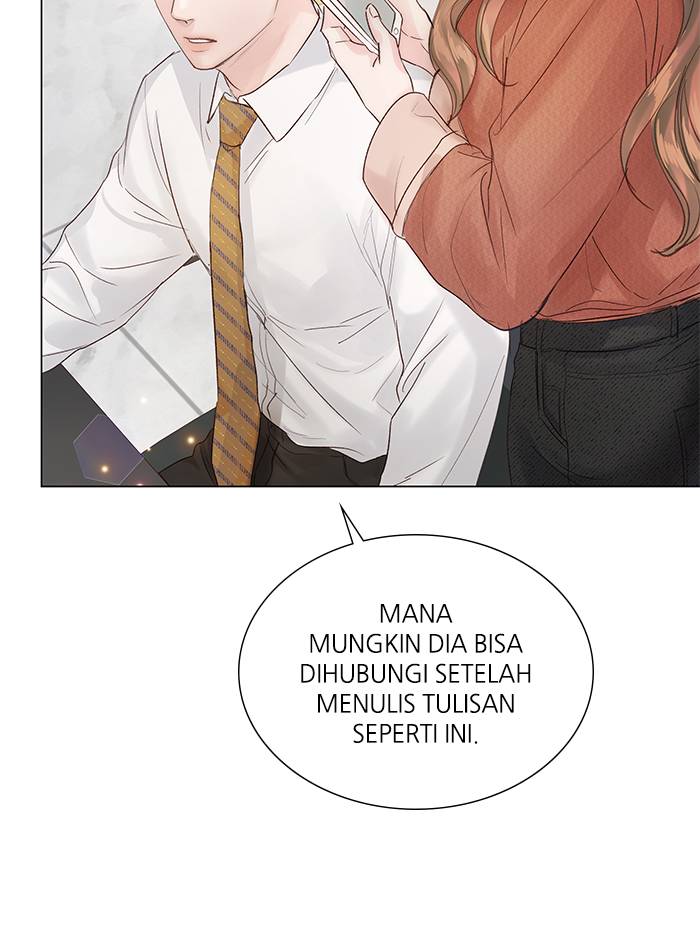 MANA
MUNGKIN DIA BISA
DIHUBUNGI SETELAH
MENULIS TULISAN
SEPERTI INI.